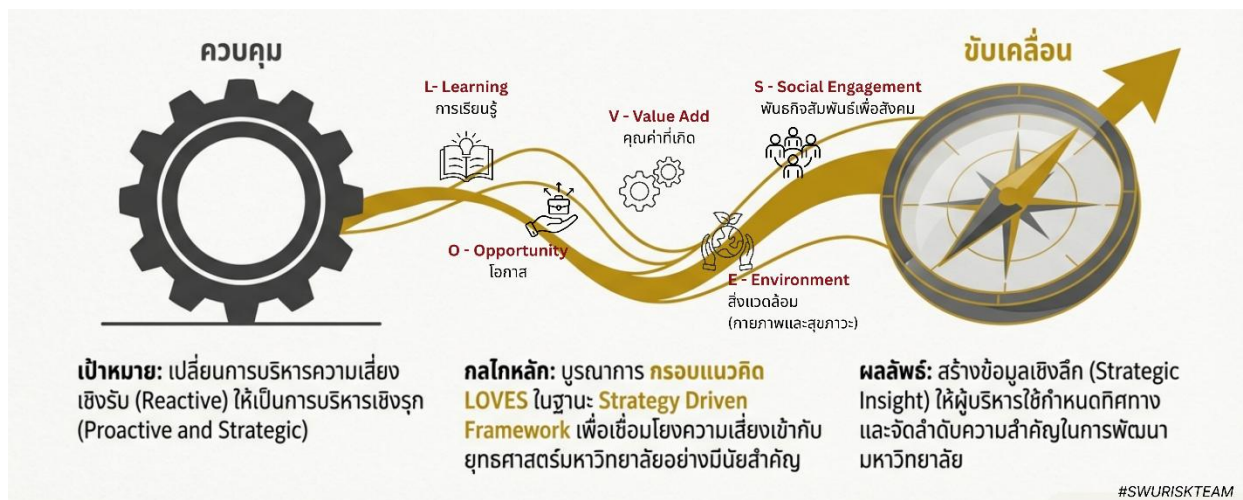 ควบคุม
ขับเคลื่อน
L- Learning
การเรียนรู้
O - Opportunity
โอกาส
V - Value Add
คุณค่าที่เกิด
E - Environment
สิ่งแวดล้อม
(กายภาพและสุขภาวะ)
S - Social Engagement
พันธกิจสัมพันธ์เพื่อสังคม
เป้าหมาย: เปลี่ยนการบริหารความเสี่ยง
เชิงรับ (Reactive) ให้เป็นการบริหารเชิงรุก
(Proactive and Strategic)
กลไกหลัก: บูรณาการ กรอบแนวคิด
LOVES ในฐานะ Strategy Driven
Framework เพื่อเชื่อมโยงความเสี่ยงเข้ากับ
ยุทธศาสตร์มหาวิทยาลัยอย่างมีนัยสำคัญ
ผลลัพธ์: สร้างข้อมูลเชิงลึก (Strategic
Insight) ให้ผู้บริหารใช้กำหนดทิศทาง
และจัดลำดับความสำคัญในการพัฒนา
มหาวิทยาลัย
#SWURISKTEAM